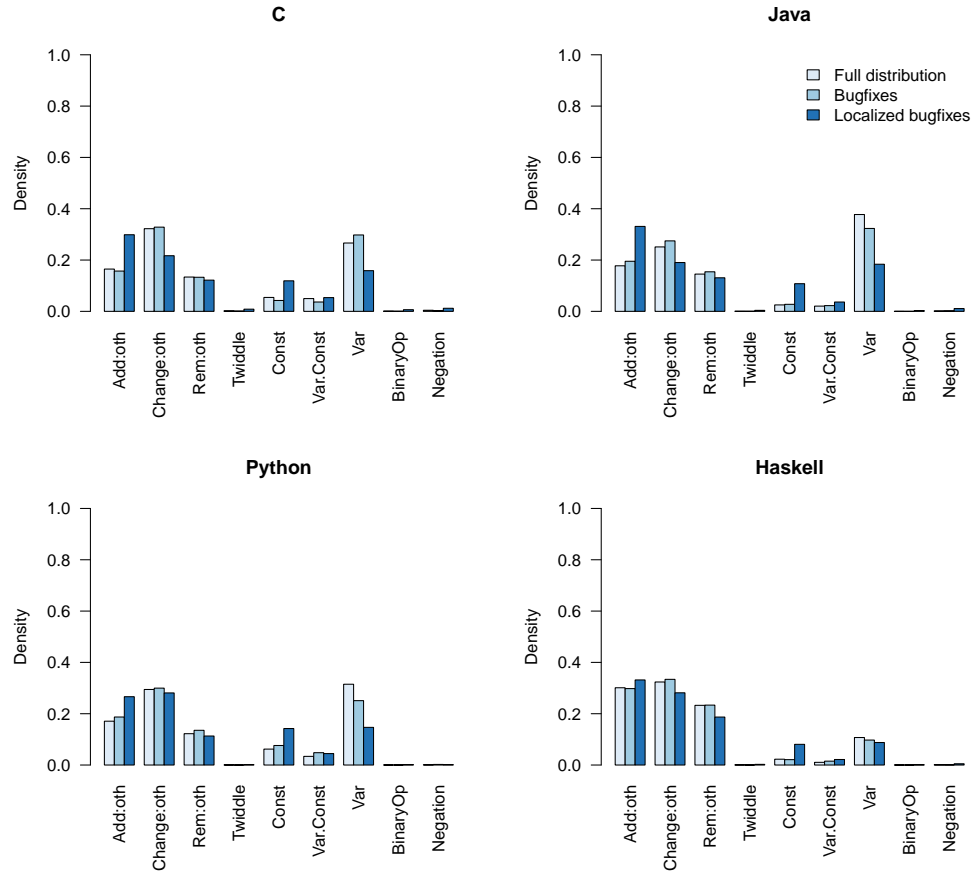 C
Density
1.0
0.8
0.6
0.4
0.2
0.0
Add:oth
Change:oth
Rem:oth
Twiddle
Const
Var.Const
Var
BinaryOp
Negation
Java
Density
1.0
0.8
0.6
0.4
0.2
0.0
Full distribution
Bugfixes
Localized bugfixes
Add:oth
Change:oth
Rem:oth
Twiddle
Const
Var.Const
Var
BinaryOp
Negation
Python
Density
1.0
0.8
0.6
0.4
0.2
0.0
Add:oth
Change:oth
Rem:oth
Twiddle
Const
Var.Const
Var
BinaryOp
Negation
Haskell
Density
1.0
0.8
0.6
0.4
0.2
0.0
Add:oth
Change:oth
Rem:oth
Twiddle
Const
Var.Const
Var
BinaryOp
Negation